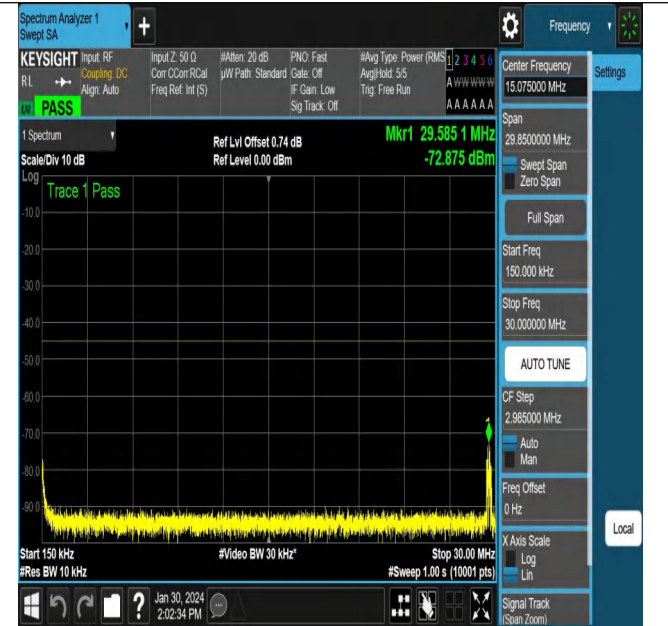 Spectrum Analyzer 1
Swept SA
+
Frequency
KEYSIGHT
RL
LXI
PASS
Input: RF
Coupling: DC
Align: Auto
Input Z: 50 Ω
Corr CCorr RCal
Freq Ref: Int (S)
#Atten: 20 dB
µW Path: Standard
PNO: Fast
Gate: Off
IF Gain: Low
Sig Track: Off
#Avg Type: Power (RMS
Avg|Hold: 5/5
Trig: Free Run
1 2 3 4 5 6
A W W W W W
A A A A A A
1 Spectrum
Scale/Div 10 dB
Log
Ref Lvl Offset 0.74 dB
Ref Level 0.00 dBm
Mkr1 29.585 1 MHz
-72.875 dBm
Trace 1 Pass
-10.0
-20.0
-30.0
-40.0
-50.0
-60.0
-70.0
-80.0
-90.0
Start 150 kHz
#Video BW 30 kHz*
Stop 30.00 MHz
#Res BW 10 kHz
#Sweep 1.00 s (10001 pts)
?
Jan 30, 2024
2:02:34 PM
Center Frequency
15.075000 MHz
Settings
Span
29.8500000 MHz
Swept Span
Zero Span
Full Span
Start Freq
150.000 kHz
Stop Freq
30.000000 MHz
AUTO TUNE
CF Step
2.985000 MHz
Auto
Man
Freq Offset
0 Hz
X Axis Scale
Log
Lin
Local
Signal Track
(Span Zoom)